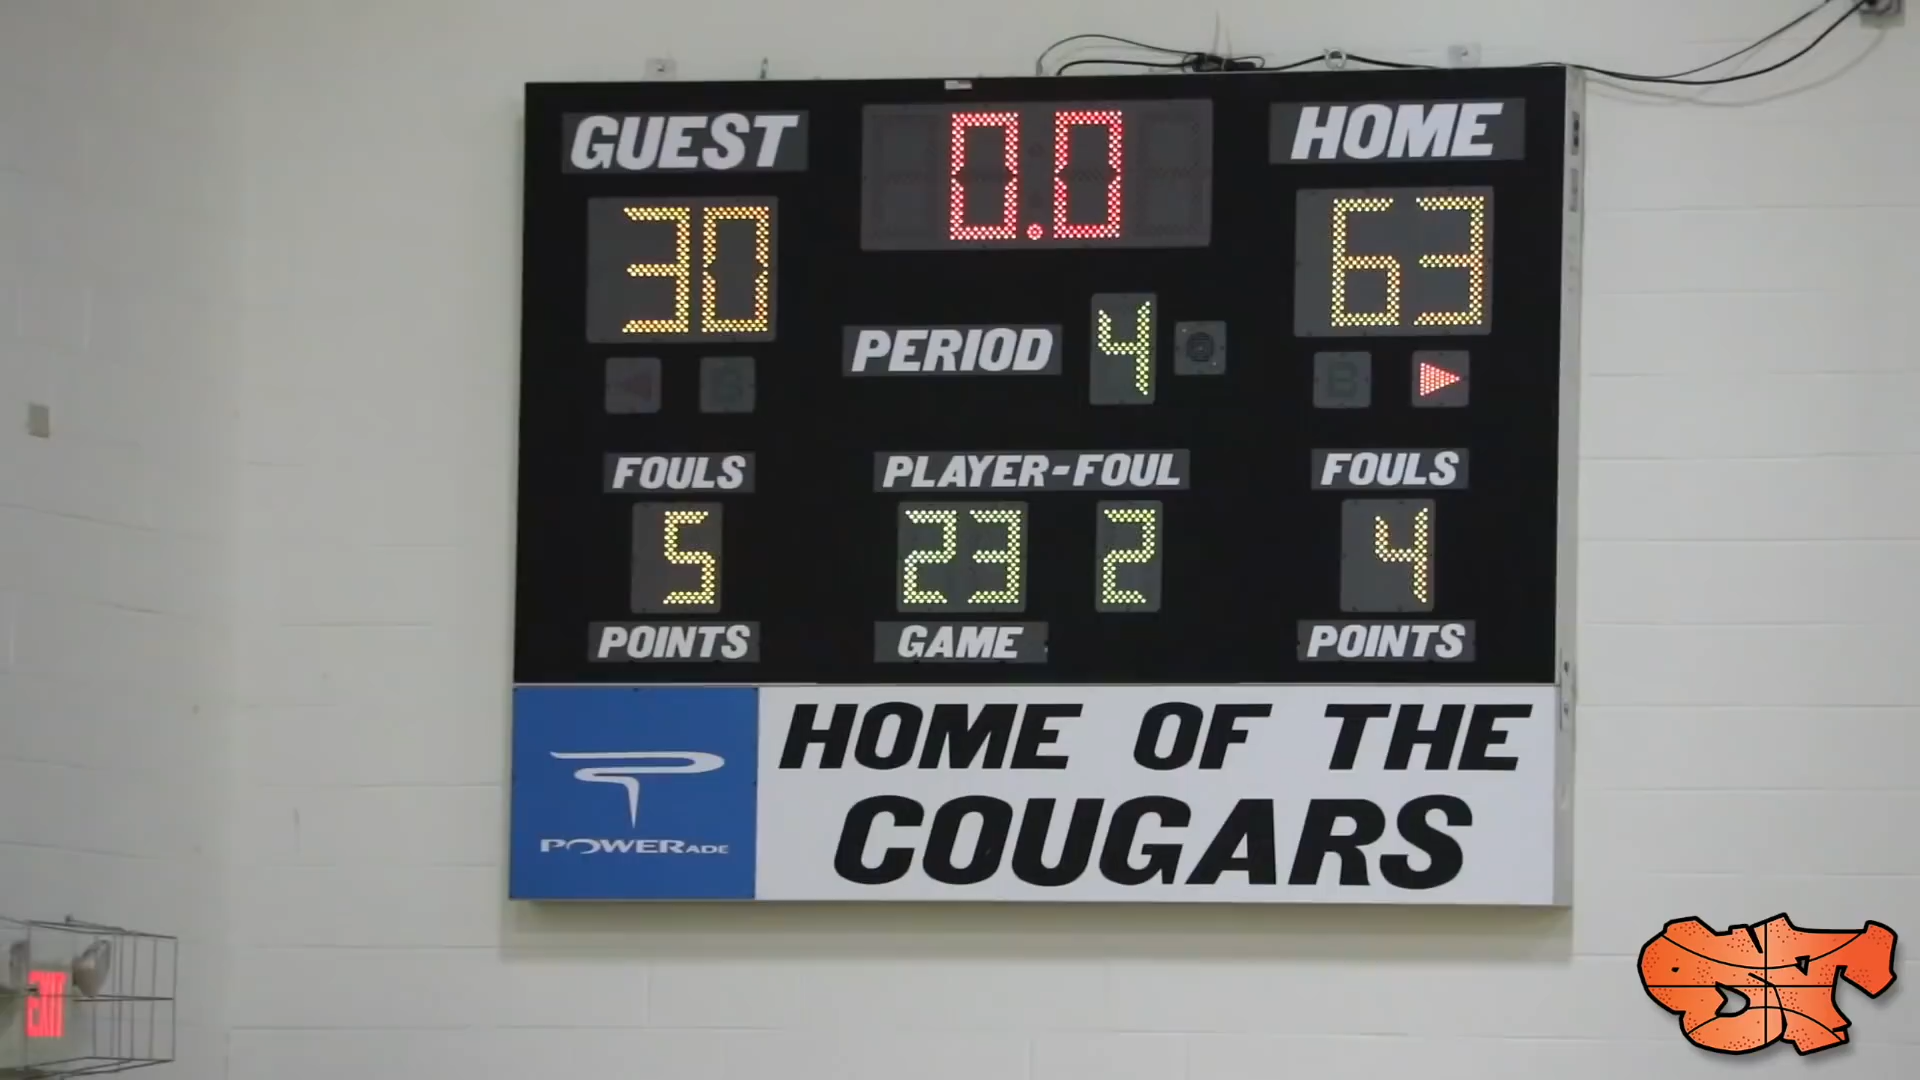 GUEST 0.0 HOME
30 63
PERIOD 4
B B
FOULS PLAYER-FOUL FOULS
5 23 2 4
POINTS GAME POINTS
POWERADE
HOME OF THE
COUGARS
EXIT